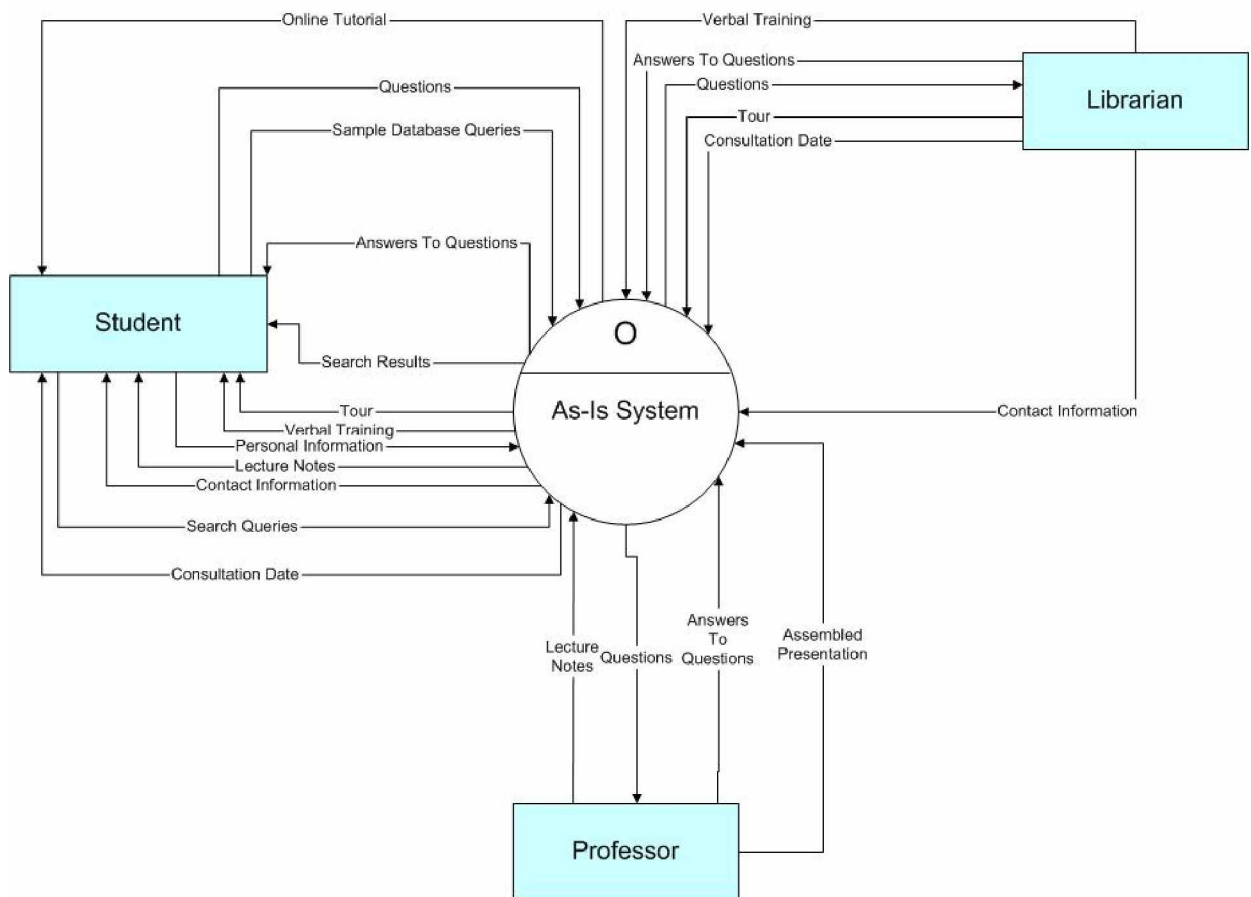 Online Tutorial
Verbal Training
Answers To Questions
Questions
Librarian
Questions
Tour
Sample Database Queries
Consultation Date
Answers To Questions
Student
O
Search Results
As-Is System
Tour
Contact Information
Verbal Training
Personal Information
Lecture Notes
Contact Information
Search Queries
Consultation Date
Lecture
Notes
Questions
Answers
To
Questions
Assembled
Presentation
Professor